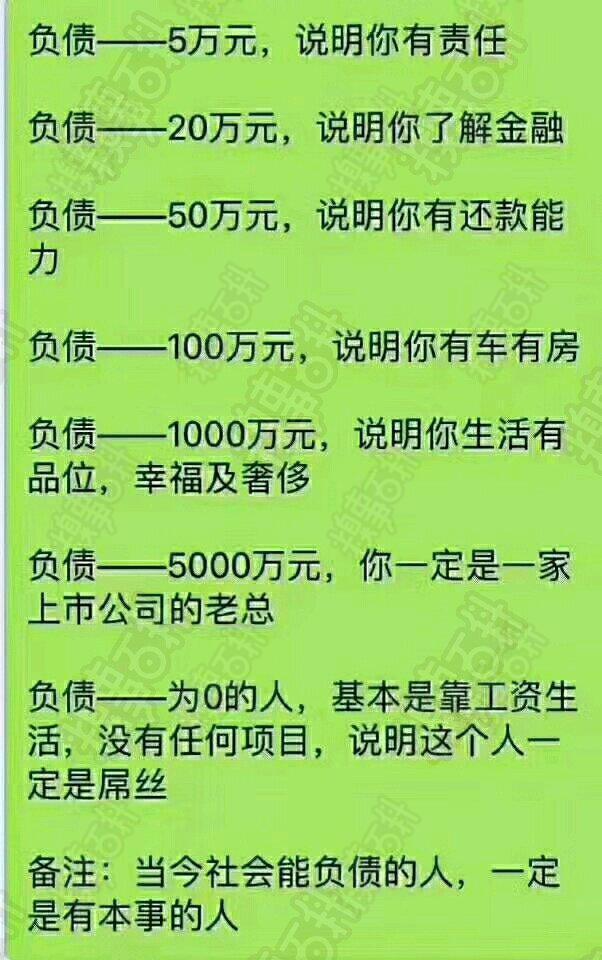 负债——5万元，说明你有责任
负债——20万元，说明你了解金融
负债——50万元，说明你有还款能
力
负债——100万元，说明你有车有房
负债——1000万元，说明你生活有
品位，幸福及奢侈
负债——5000万元，你一定是一家
上市公司的老总
负债——为0的人，基本是靠工资生
活，没有任何项目，说明这个人一
定是屌丝
备注：当今社会能负债的人，一定
是有本事的人